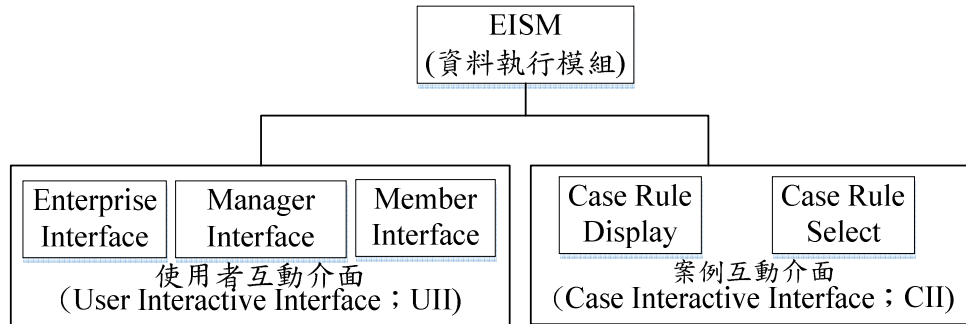 EISM
(資料執行模組)
Enterprise Interface
Manager Interface
Member Interface
使用者互動介面
（User Interactive Interface；UII)
Case Rule Display
Case Rule Select
案例互動介面
（Case Interactive Interface；CII)